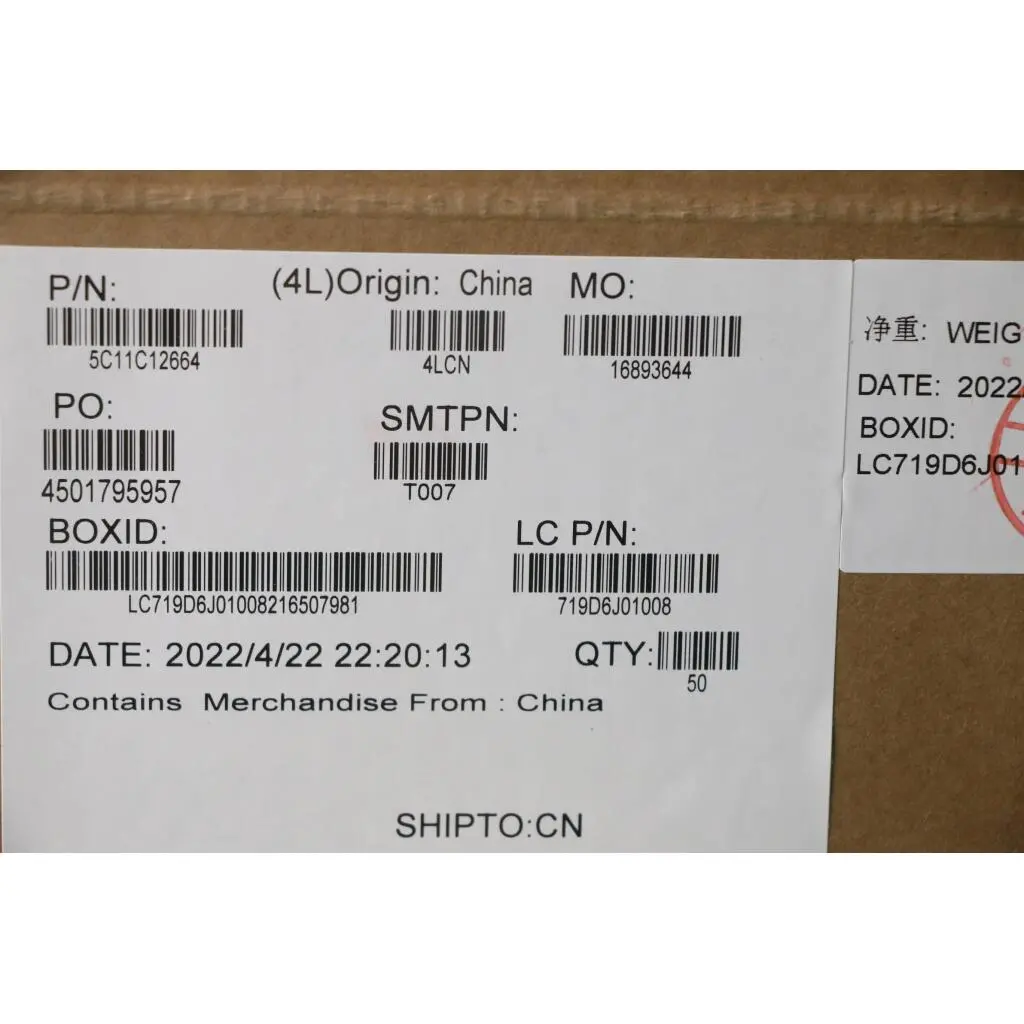 P/N: (4L)Origin: China MO:
5C11C12664 4LCN 16893644
PO: SMTPN:
4501795957 T007
BOXID: LC P/N:
LC719D6J01008216507981 719D6J01008
DATE: 2022/4/22 22:20:13 QTY:
50
Contains Merchandise From : China
SHIPTO:CN
净重: WEIG
DATE: 2022/
BOXID:
LC719D6J01